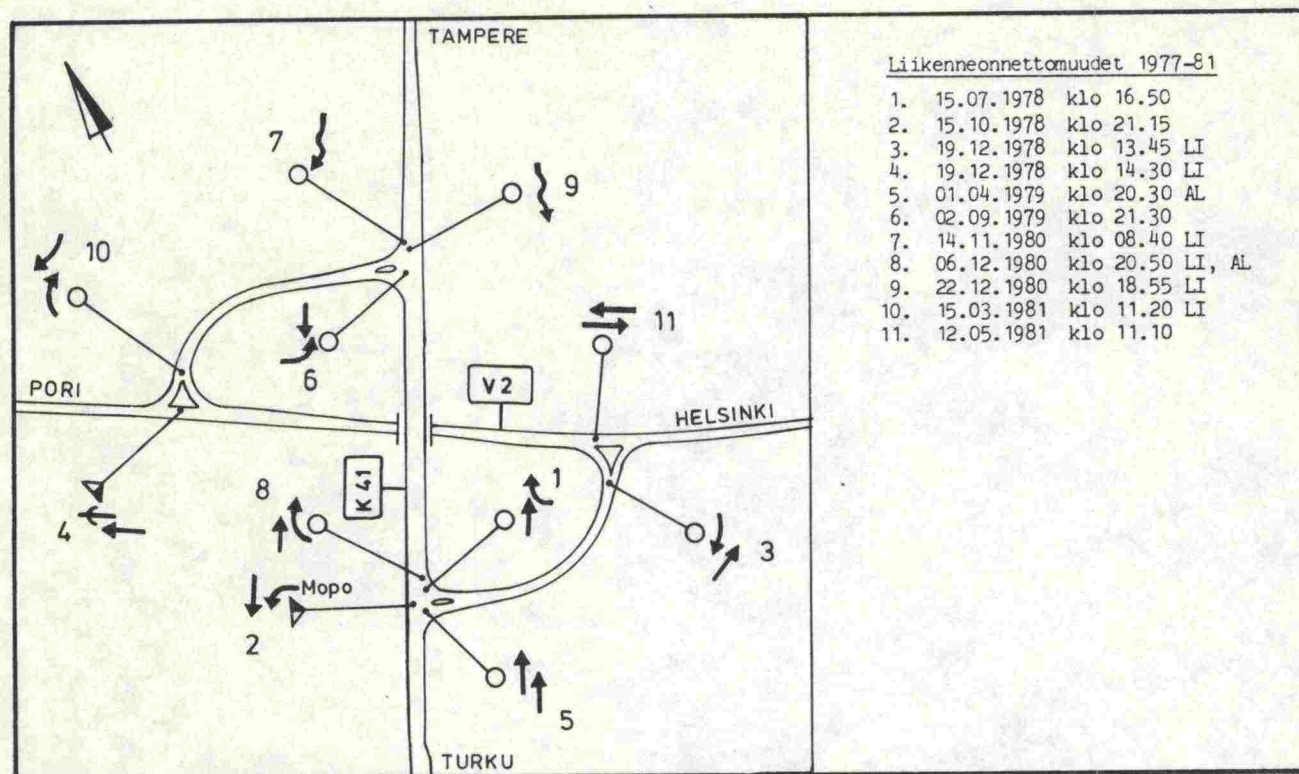 TAMPERE
7
9
10
6
11
PORI
V2
HELSINKI
K 41
8
1
4
3
Mopo
2
5
TURKU
Liikenneonnettomuudet 1977-81
1. 15.07.1978 klo 16.50
2. 15.10.1978 klo 21.15
3. 19.12.1978 klo 13.45 LI
4. 19.12.1978 klo 14.30 LI
5. 01.04.1979 klo 20.30 AL
6. 02.09.1979 klo 21.30
7. 14.11.1980 klo 08.40 LI
8. 06.12.1980 klo 20.50 LI, AL
9. 22.12.1980 klo 18.55 LI
10. 15.03.1981 klo 11.20 LI
11. 12.05.1981 klo 11.10